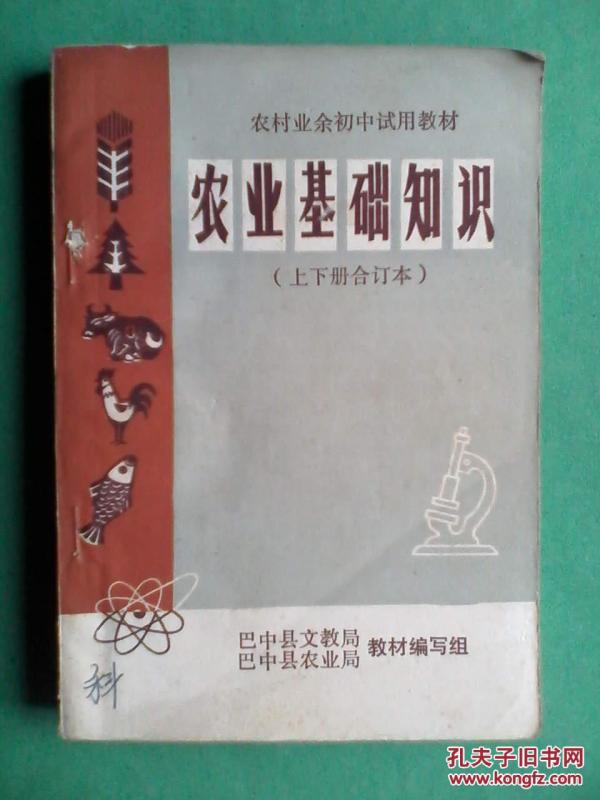 农村业余初中试用教材
农业基础知识
（上下册合订本）
巴中县文教局
巴中县农业局
教材编写组
科
孔夫子旧书网
www.kongfz.com